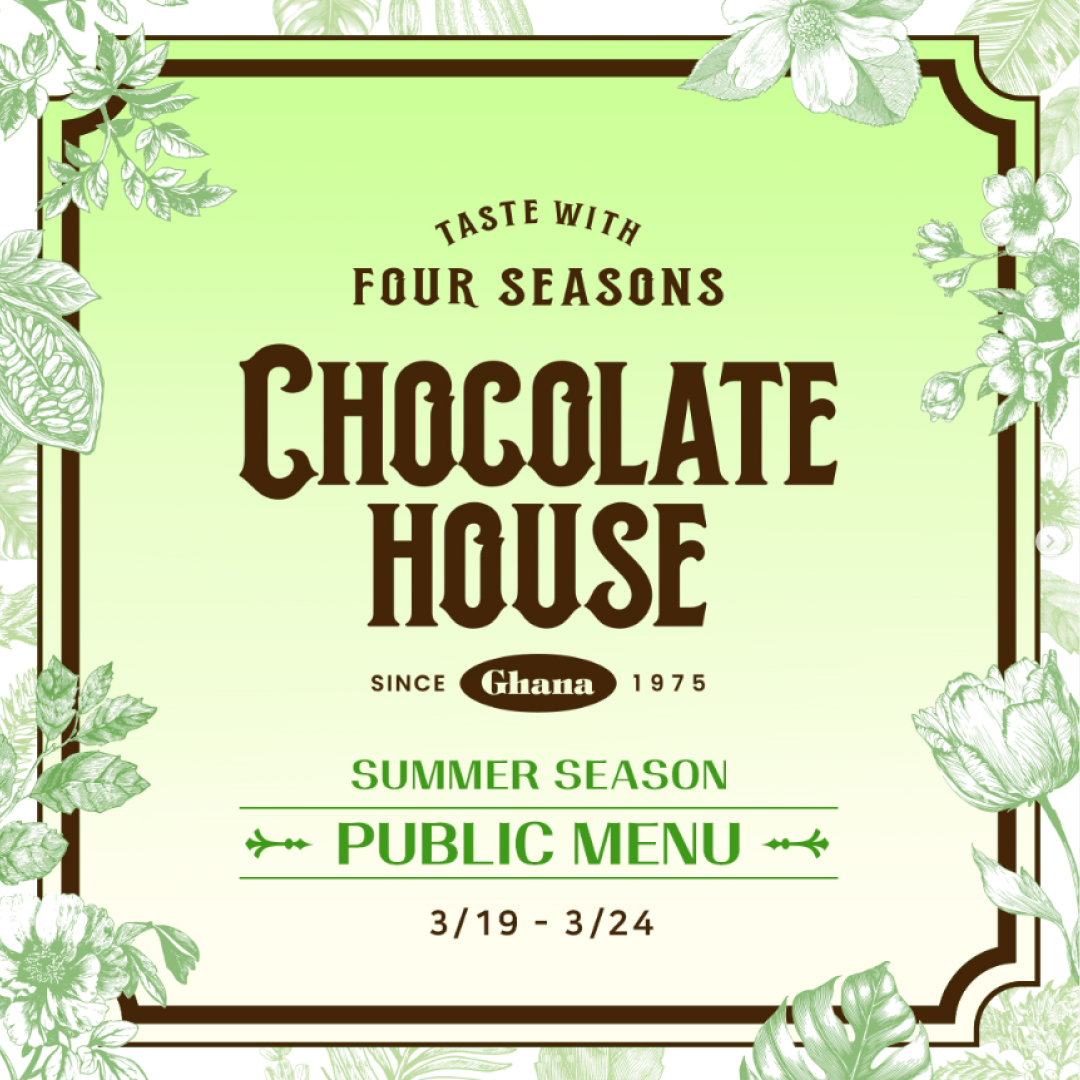 TASTE WITH
FOUR SEASONS
CHOCOLATE
HOUSE
SINCE Ghana 1975
SUMMER SEASON
PUBLIC MENU
3/19 - 3/24